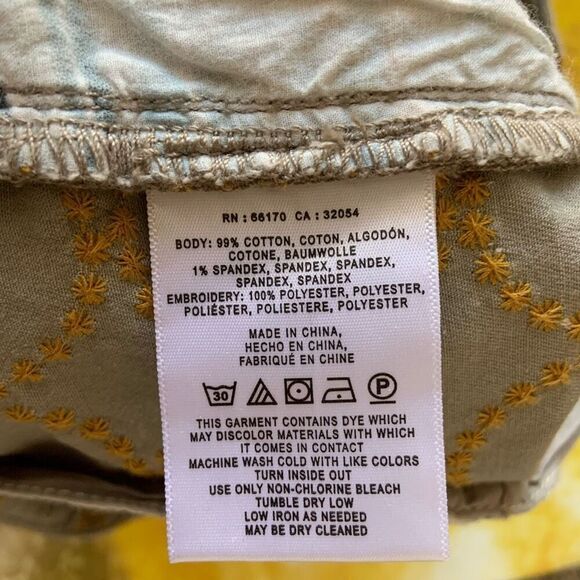 RN : 66170 CA : 32054
BODY: 99% COTTON, COTON, ALGODÓN,
COTONE, BAUMWOLLE
1% SPANDEX, SPANDEX, SPANDEX,
SPANDEX, SPANDEX
EMBROIDERY: 100% POLYESTER, POLYESTER,
POLIÉSTER, POLIESTERE, POLYESTER
MADE IN CHINA,
HECHO EN CHINA,
FABRIQUÉ EN CHINE
30 P
THIS GARMENT CONTAINS DYE WHICH
MAY DISCOLOR MATERIALS WITH WHICH
IT COMES IN CONTACT
MACHINE WASH COLD WITH LIKE COLORS
TURN INSIDE OUT
USE ONLY NON-CHLORINE BLEACH
TUMBLE DRY LOW
LOW IRON AS NEEDED
MAY BE DRY CLEANED